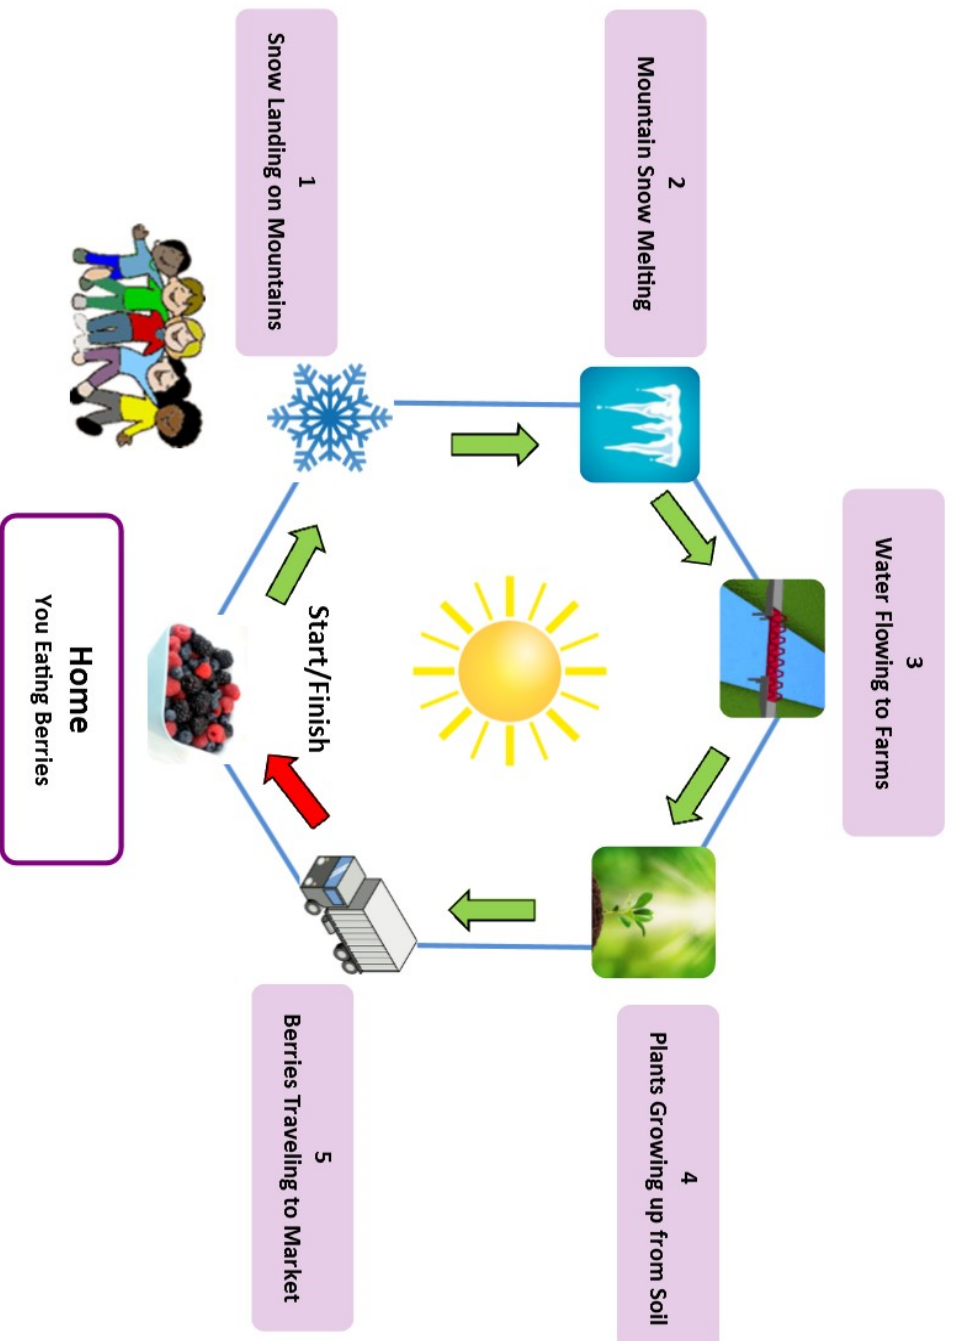 3
Water Flowing to Farms
2
Mountain Snow Melting
4
Plants Growing up from Soil
1
Snow Landing on Mountains
5
Berries Traveling to Market
Start/Finish
Home
You Eating Berries